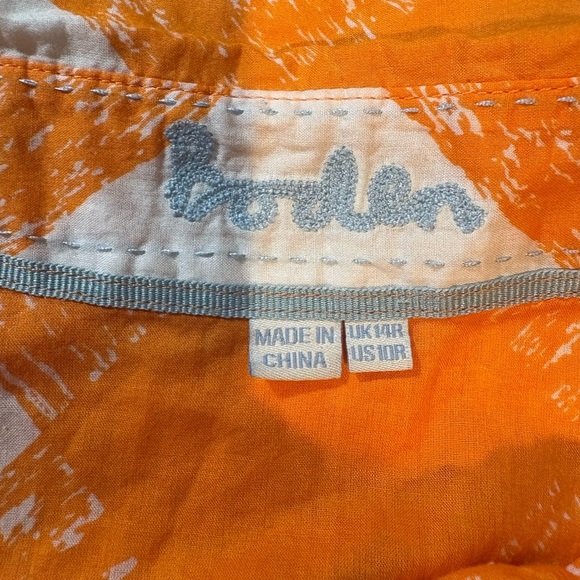 boden
MADE IN
CHINA
UK14R
US10R